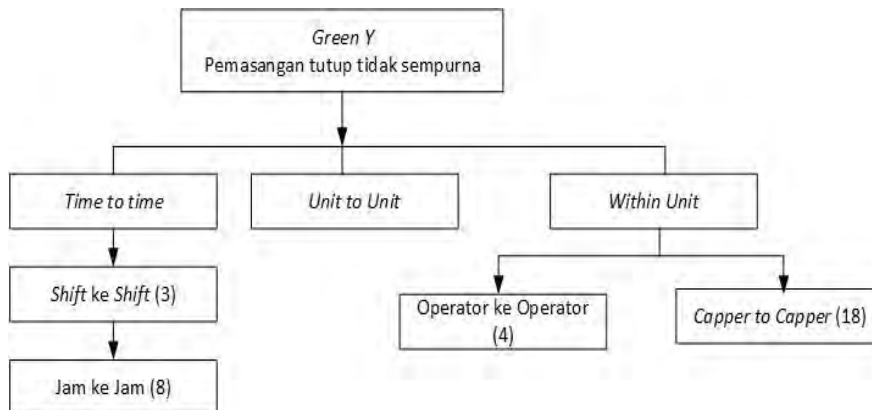 Green Y
Pemasangan tutup tidak sempurna
Time to time
Unit to Unit
Within Unit
Shift ke Shift (3)
Operator ke Operator
(4)
Capper to Capper (18)
Jam ke Jam (8)